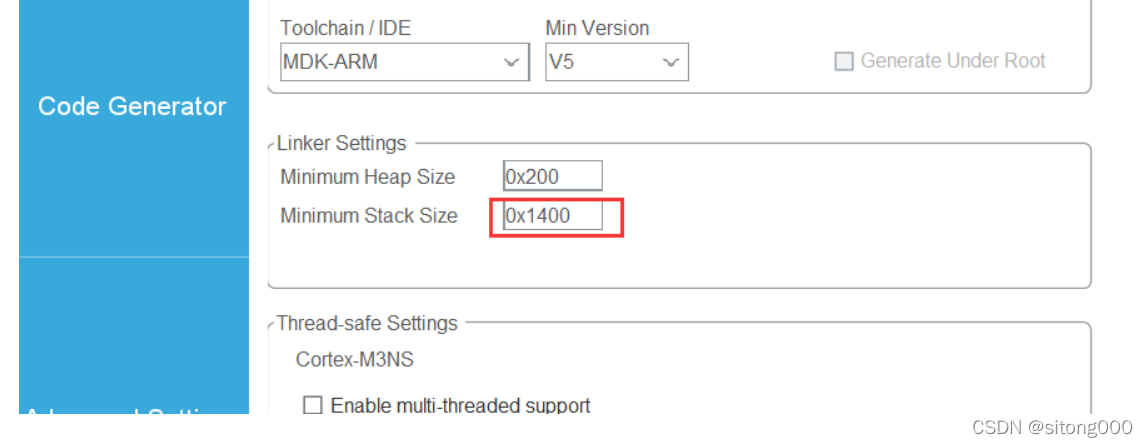 Toolchain / IDE Min Version
MDK-ARM V5 Generate Under Root
Code Generator
Linker Settings
Minimum Heap Size 0x200
Minimum Stack Size 0x1400
Thread-safe Settings
Cortex-M3NS
Enable multi-threaded support
CSDN @sitong000